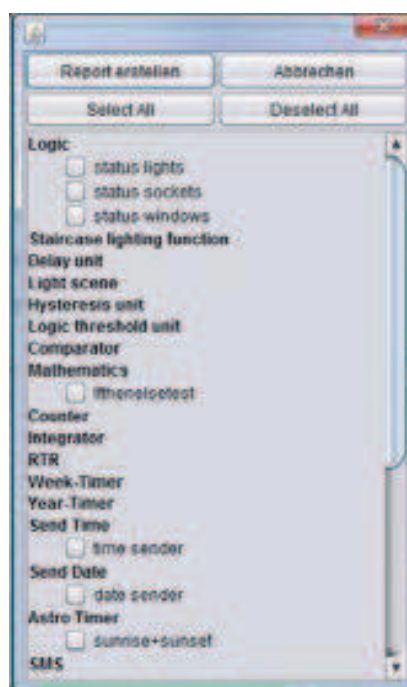 Report erstellen
Abbrechen
Select All
Deselect All
Logic
status lights
status sockets
status windows
Staircase lighting function
Delay unit
Light scene
Hysteresis unit
Logic threshold unit
Comparator
Mathematics
ifthenelsetest
Counter
Integrator
RTR
Week-Timer
Year-Timer
Send Time
time sender
Send Date
date sender
Astro Timer
sunrise+sunset
SMS